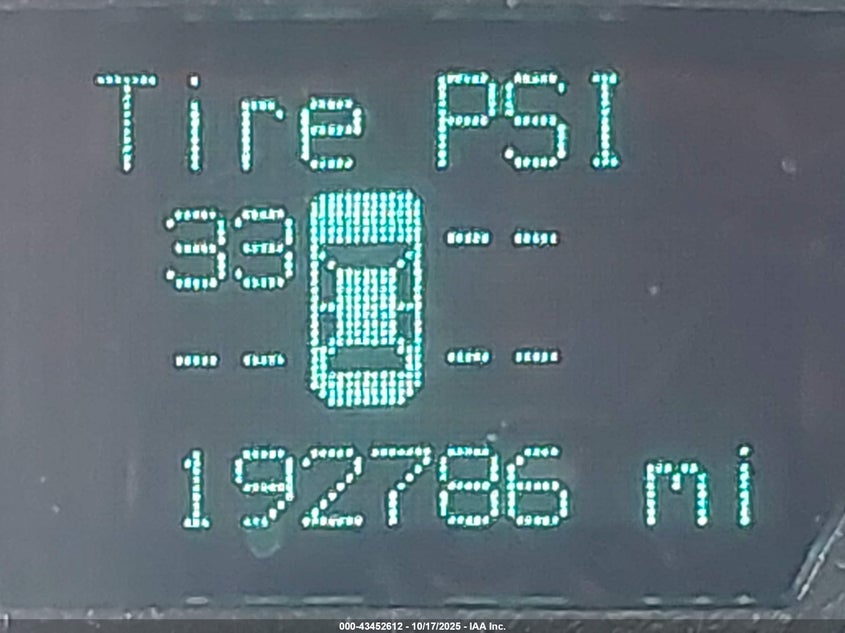 Tire PSI
33 --
-- --
192786 mi
000-43452612 - 10/17/2025 - IAA Inc.